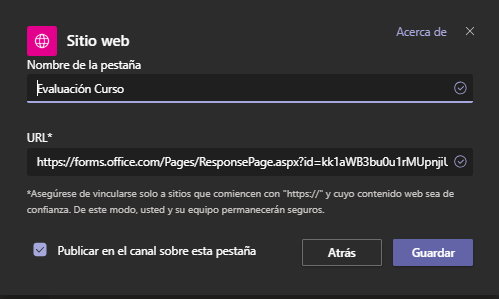 Sitio web
Acerca de
Nombre de la pestaña
Evaluación Curso
URL*
https://forms.office.com/Pages/ResponsePage.aspx?id=kk1aWB3bu0u1rMUpnjiU
*Asegúrese de vincularse solo a sitios que comiencen con "https://" y cuyo contenido web sea de
confianza. De este modo, usted y su equipo permanecerán seguros.
Publicar en el canal sobre esta pestaña
Atrás
Guardar